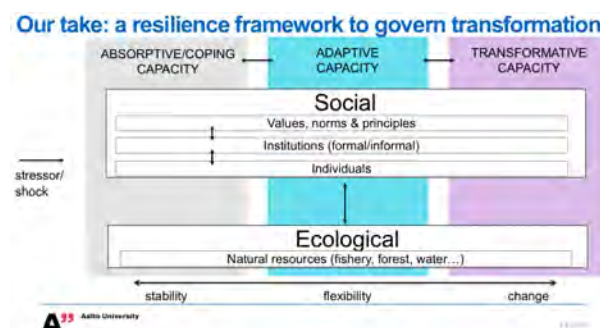 Our take: a resilience framework to govern transformation
ABSORPTIVE/COPING
CAPACITY
ADAPTIVE
CAPACITY
TRANSFORMATIVE
CAPACITY
Social
Values, norms & principles
Institutions (formal/informal)
Individuals
stressor/
shock
Ecological
Natural resources (fishery, forest, water…)
stability
flexibility
change
A”
Aalto University